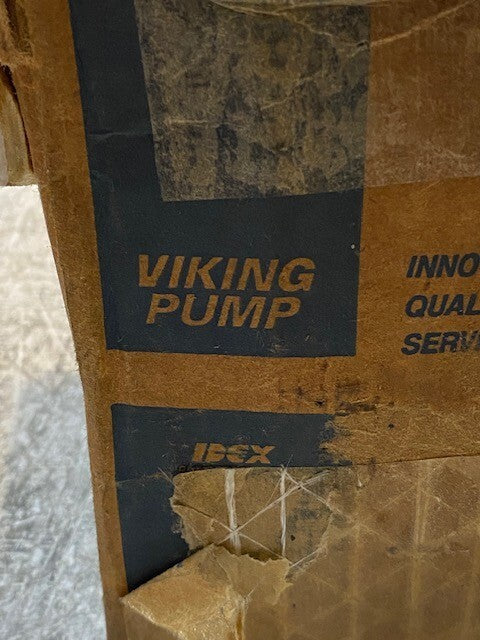 VIKING
PUMP
INNO
QUAL
SERV
IDEX